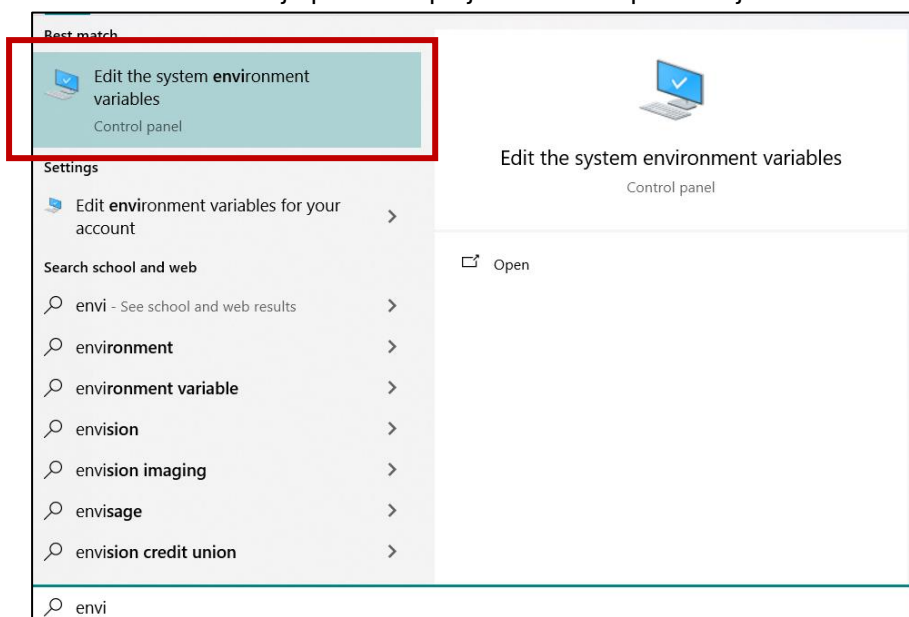 Best match
Edit the system environment
variables
Control panel
Settings
Edit environment variables for your
account
Search school and web
envi - See school and web results
environment
environment variable
envision
envision imaging
envisage
envision credit union
envi
Edit the system environment variables
Control panel
Open